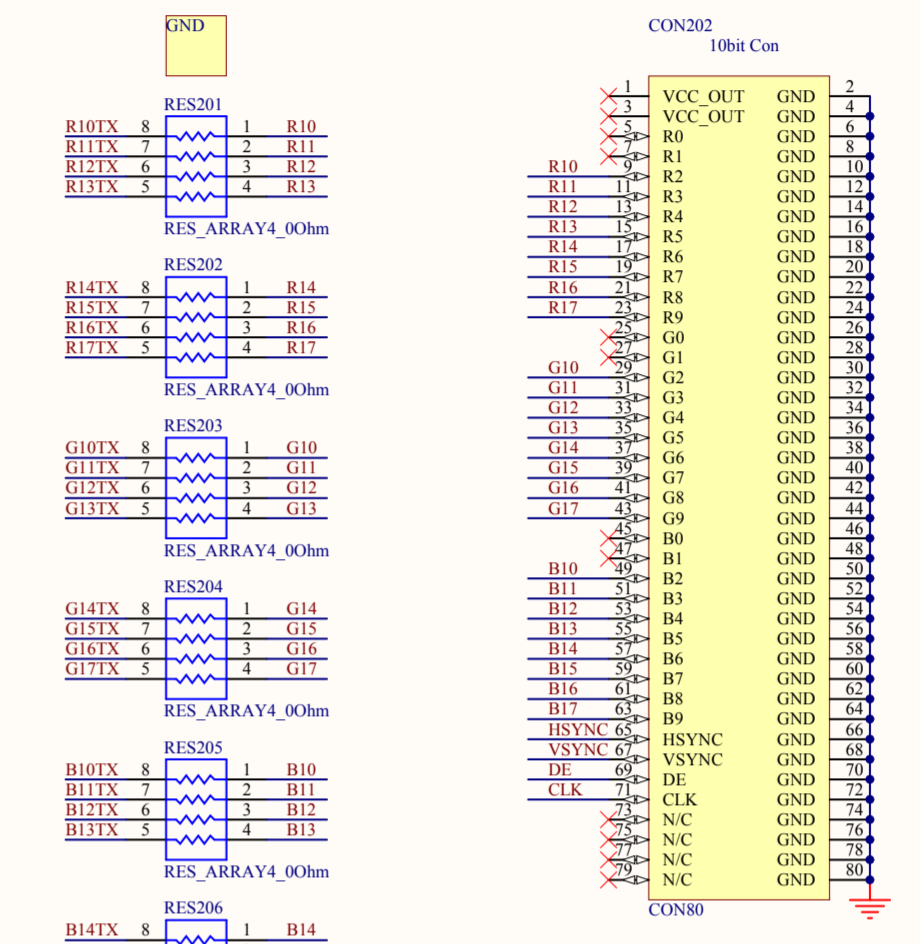 GND
RES201
R10TX 8 1 R10
R11TX 7 2 R11
R12TX 6 3 R12
R13TX 5 4 R13
RES_ARRAY4_0Ohm
RES202
R14TX 8 1 R14
R15TX 7 2 R15
R16TX 6 3 R16
R17TX 5 4 R17
RES_ARRAY4_0Ohm
RES203
G10TX 8 1 G10
G11TX 7 2 G11
G12TX 6 3 G12
G13TX 5 4 G13
RES_ARRAY4_0Ohm
RES204
G14TX 8 1 G14
G15TX 7 2 G15
G16TX 6 3 G16
G17TX 5 4 G17
RES_ARRAY4_0Ohm
RES205
B10TX 8 1 B10
B11TX 7 2 B11
B12TX 6 3 B12
B13TX 5 4 B13
RES_ARRAY4_0Ohm
RES206
B14TX 8 1 B14
CON202
10bit Con
1 VCC_OUT GND 2
3 VCC_OUT GND 4
5 R0 GND 6
7 R1 GND 8
R10 9 R2 GND 10
R11 11 R3 GND 12
R12 13 R4 GND 14
R13 15 R5 GND 16
R14 17 R6 GND 18
R15 19 R7 GND 20
R16 21 R8 GND 22
R17 23 R9 GND 24
25 G0 GND 26
27 G1 GND 28
G10 29 G2 GND 30
G11 31 G3 GND 32
G12 33 G4 GND 34
G13 35 G5 GND 36
G14 37 G6 GND 38
G15 39 G7 GND 40
G16 41 G8 GND 42
G17 43 G9 GND 44
45 B0 GND 46
47 B1 GND 48
B10 49 B2 GND 50
B11 51 B3 GND 52
B12 53 B4 GND 54
B13 55 B5 GND 56
B14 57 B6 GND 58
B15 59 B7 GND 60
B16 61 B8 GND 62
B17 63 B9 GND 64
HSYNC 65 HSYNC GND 66
VSYNC 67 VSYNC GND 68
DE 69 DE GND 70
CLK 71 CLK GND 72
73 N/C GND 74
75 N/C GND 76
77 N/C GND 78
79 N/C GND 80
CON80